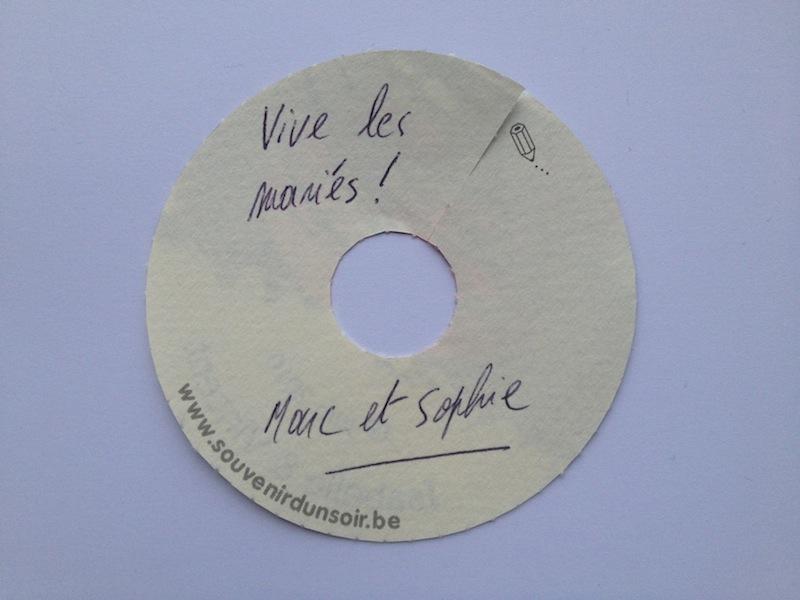 Vive les
mariés !
Marc et Sophie
www.souvenirdunsoir.be